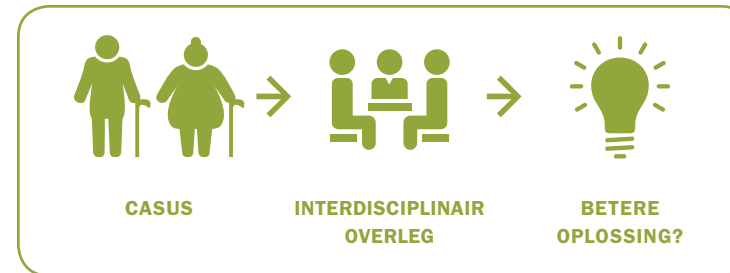 CASUS
INTERDISCIPLINAIR
OVERLEG
BETERE
OPLOSSING?